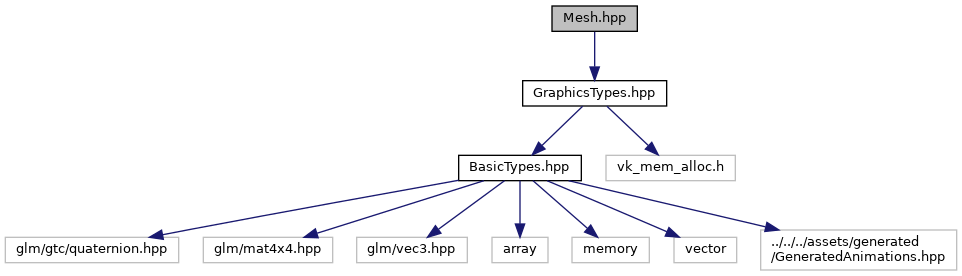 Mesh.hpp
GraphicsTypes.hpp
BasicTypes.hpp
vk_mem_alloc.h
glm/gtc/quaternion.hpp
glm/mat4x4.hpp
glm/vec3.hpp
array
memory
vector
../../../assets/generated
/GeneratedAnimations.hpp